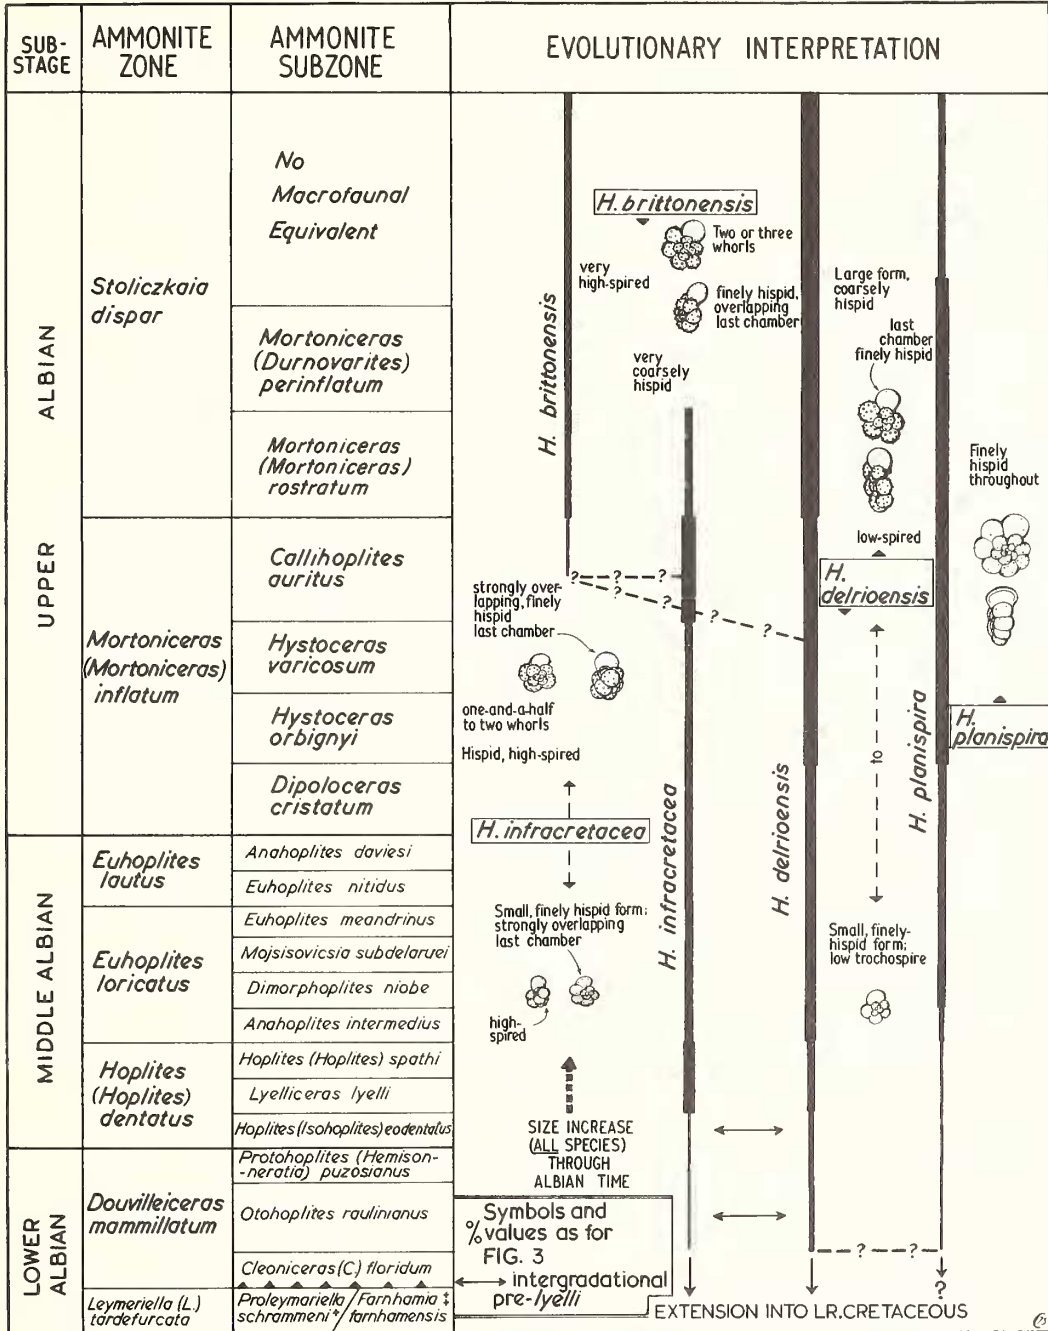 SUB-
STAGE
AMMONITE
ZONE
AMMONITE
SUBZONE
EVOLUTIONARY INTERPRETATION
UPPER ALBIAN
MIDDLE ALBIAN
LOWER
ALBIAN
Stoliczkaia
dispar
Mortoniceras
(Mortoniceras)
inflatum
Euhoplites
lautus
Euhoplites
loricatus
Hoplites
(Hoplites)
dentatus
Douvilleiceras
mammillatum
Leymeriella (L.)
tardefurcata
No
Macrofaunal
Equivalent
Mortoniceras
(Durnovarites)
perinflatum
Mortoniceras
(Mortoniceras)
rostratum
Callihoplites
auritus
Hystoceras
varicosum
Hystoceras
orbignyi
Dipoloceras
cristatum
Anahoplites daviesi
Euhoplites nitidus
Euhoplites meandrinus
Mojsisovicsia subdelaruei
Dimorphoplites niobe
Anahoplites intermedius
Hoplites (Hoplites) spathi
Lyelliceras lyelli
Hoplites (Isohoplites) eodentatus
Protohoplites (Hemison-
-neratia) puzosianus
Otohoplites raulinianus
Cleoniceras (C.) floridum
Proleymariella/Farnhamia ‡
schrammeni*/farnhamensis
H. brittonensis
H. brittonensis
Two or three
whorls
very
high-spired
finely hispid,
overlapping
last chamber
very
coarsely
hispid
Large form,
coarsely
hispid
last
chamber
finely hispid
low-spired
H.
delrioensis
Finely
hispid
throughout
H.
planispira
H. planispira
? - ? - ?
? ? ?
strongly over-
lapping, finely
hispid
last chamber
one-and-a-half
to two whorls
Hispid, high-spired
H. infracretacea
H. infracretacea
H. delrioensis
to
Small, finely hispid form;
strongly overlapping
last chamber
high-
spired
Small, finely-
hispid form;
low trochospire
SIZE INCREASE
(ALL SPECIES)
THROUGH
ALBIAN TIME
Symbols and
% values as for
FIG. 3
intergradational
pre-lyelli
- ? - - ? -
?
EXTENSION INTO LR. CRETACEOUS